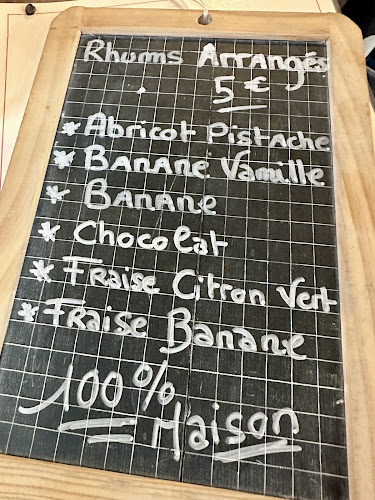 Rhums Arrangés
5 €
* Abricot Pistache
* Banane Vanille
* Banane
* Chocolat
* Fraise Citron Vert
* Fraise Banane
100%
Maison